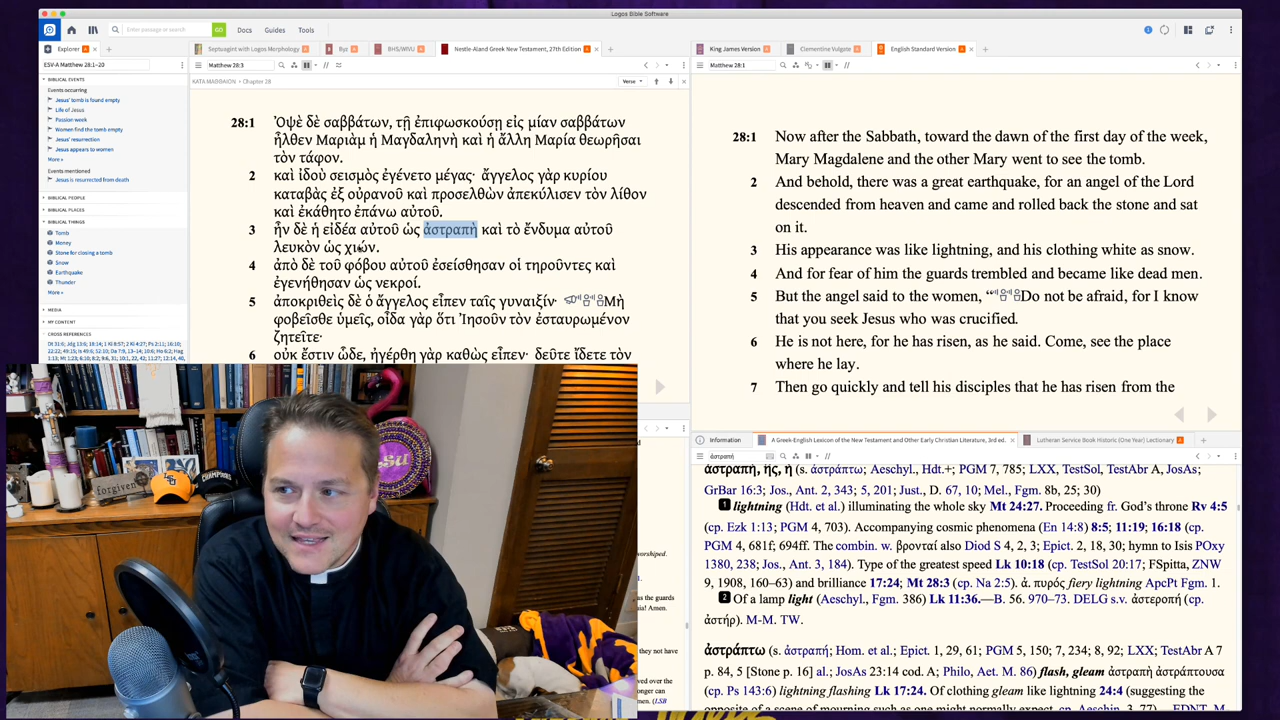 Logos Bible Software
Enter passage or search
GO
Docs Guides Tools
1
Explorer A
ESV-A Matthew 28:1–20
BIBLICAL EVENTS
Events occurring
Jesus' tomb is found empty
Life of Jesus
Passion week
Women find the tomb empty
Jesus' resurrection
Jesus appears to women
More »
Events mentioned
Jesus is resurrected from death
BIBLICAL PEOPLE
BIBLICAL PLACES
BIBLICAL THINGS
Tomb
Money
Stone for closing a tomb
Snow
Earthquake
Thunder
More »
MEDIA
MY CONTENT
CROSS REFERENCES
Septuagint with Logos Morphology
Byz
BHS/WIVU
Nestle-Aland Greek New Testament, 27th Edition
Matthew 28:3
ΚΑΤΑ ΜΑΘΘΑΙΟΝ › Chapter 28
Verse
28:1 Ὀψὲ δὲ σαββάτων, τῇ ἐπιφωσκούσῃ εἰς μίαν σαββάτων
ἦλθεν Μαριὰμ ἡ Μαγδαληνὴ καὶ ἡ ἄλλη Μαρία θεωρῆσαι
τὸν τάφον.
2 καὶ ἰδοὺ σεισμὸς ἐγένετο μέγας· ἄγγελος γὰρ κυρίου
καταβὰς ἐξ οὐρανοῦ καὶ προσελθὼν ἀπεκύλισεν τὸν λίθον
καὶ ἐκάθητο ἐπάνω αὐτοῦ.
3 ἦν δὲ ἡ εἰδέα αὐτοῦ ὡς ἀστραπὴ καὶ τὸ ἔνδυμα αὐτοῦ
λευκὸν ὡς χιών.
4 ἀπὸ δὲ τοῦ φόβου αὐτοῦ ἐσείσθησαν οἱ τηροῦντες καὶ
ἐγενήθησαν ὡς νεκροί.
5 ἀποκριθεὶς δὲ ὁ ἄγγελος εἶπεν ταῖς γυναιξίν· Μὴ
φοβεῖσθε ὑμεῖς, οἶδα γὰρ ὅτι Ἰησοῦν τὸν ἐσταυρωμένον
ζητεῖτε·
6 οὐκ ἔστιν ὧδε, ἠγέρθη γὰρ καθὼς εἶπεν· δεῦτε ἴδετε τὸν
King James Version A
Clementine Vulgate A
English Standard Version A
Matthew 28:1
28:1 Now after the Sabbath, toward the dawn of the first day of the week,
Mary Magdalene and the other Mary went to see the tomb.
2 And behold, there was a great earthquake, for an angel of the Lord
descended from heaven and came and rolled back the stone and sat
on it.
3 His appearance was like lightning, and his clothing white as snow.
4 And for fear of him the guards trembled and became like dead men.
5 But the angel said to the women, “Do not be afraid, for I know
that you seek Jesus who was crucified.
6 He is not here, for he has risen, as he said. Come, see the place
where he lay.
7 Then go quickly and tell his disciples that he has risen from the
Information
A Greek-English Lexicon of the New Testament and Other Early Christian Literature, 3rd ed.
Lutheran Service Book Historic (One Year) Lectionary A
ἀστραπή
ἀστραπή, ῆς, ἡ (s. ἀστράπτω; Aeschyl., Hdt.+; PGM 7, 785; LXX, TestSol, TestAbr A, JosAs;
GrBar 16:3; Jos., Ant. 2, 343; 5, 201; Just., D. 67, 10; Mel., Fgm. 8b, 25; 30)
1 lightning (Hdt. et al.) illuminating the whole sky Mt 24:27. Proceeding fr. God’s throne Rv 4:5
(cp. Ezk 1:13; PGM 4, 703). Accompanying cosmic phenomena (En 14:8) 8:5; 11:19; 16:18 (cp.
PGM 4, 681f; 694ff. The combin. w. βρονταί also Diod S 4, 2, 3; Epict. 2, 18, 30; hymn to Isis POxy
1380, 238; Jos., Ant. 3, 184). Type of the greatest speed Lk 10:18 (cp. TestSol 20:17; FSpitta, ZNW
9, 1908, 160–63) and brilliance 17:24; Mt 28:3 (cp. Na 2:5). ἀ. πυρός fiery lightning ApcPt Fgm. 1.
2 Of a lamp light (Aeschyl., Fgm. 386) Lk 11:36.—B. 56. 970–73. DELG s.v. ἀστεροπή (cp.
ἀστήρ). M-M. TW.
ἀστράπτω (s. ἀστραπή; Hom. et al.; Epict. 1, 29, 61; PGM 5, 150; 7, 234; 8, 92; LXX; TestAbr A 7
p. 84, 5 [Stone p. 16] al.; JosAs 23:14 cod. A; Philo, Aet. M. 86) flash, gleam ἀστραπὴ ἀστράπτουσα
(cp. Ps 143:6) lightning flashing Lk 17:24. Of clothing gleam like lightning 24:4 (suggesting the
opposite of a scene of mourning such as one might normally expect, cp. Aeschin. 3, 77).—EDNT. M-
forgiven
CHAMPIONS